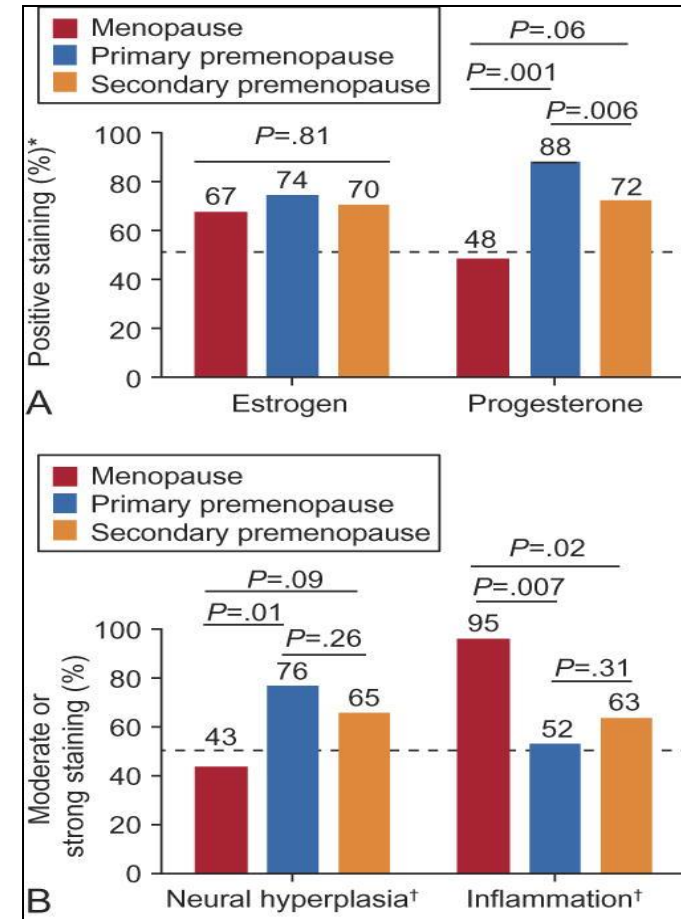 Menopause
Primary premenopause
Secondary premenopause
P=.06
P=.001
P=.006
P=.81
Positive staining (%)*
100
80
60
40
20
0
67
74
70
48
88
72
Estrogen
Progesterone
A
Menopause
Primary premenopause
Secondary premenopause
P=.09
P=.01
P=.26
P=.02
P=.007
P=.31
Moderate or
strong staining (%)
100
80
60
40
20
0
43
76
65
95
52
63
Neural hyperplasia†
Inflammation†
B